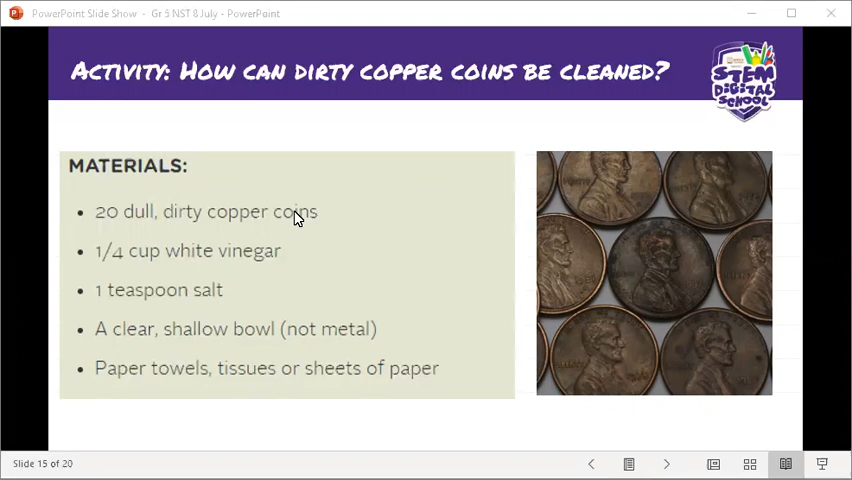 PowerPoint Slide Show - Gr 5 NST 8 July - PowerPoint
ACTIVITY: HOW CAN DIRTY COPPER COINS BE CLEANED?
STEM
DIGITAL
SCHOOL
MATERIALS:
• 20 dull, dirty copper coins
• 1/4 cup white vinegar
• 1 teaspoon salt
• A clear, shallow bowl (not metal)
• Paper towels, tissues or sheets of paper
Slide 15 of 20